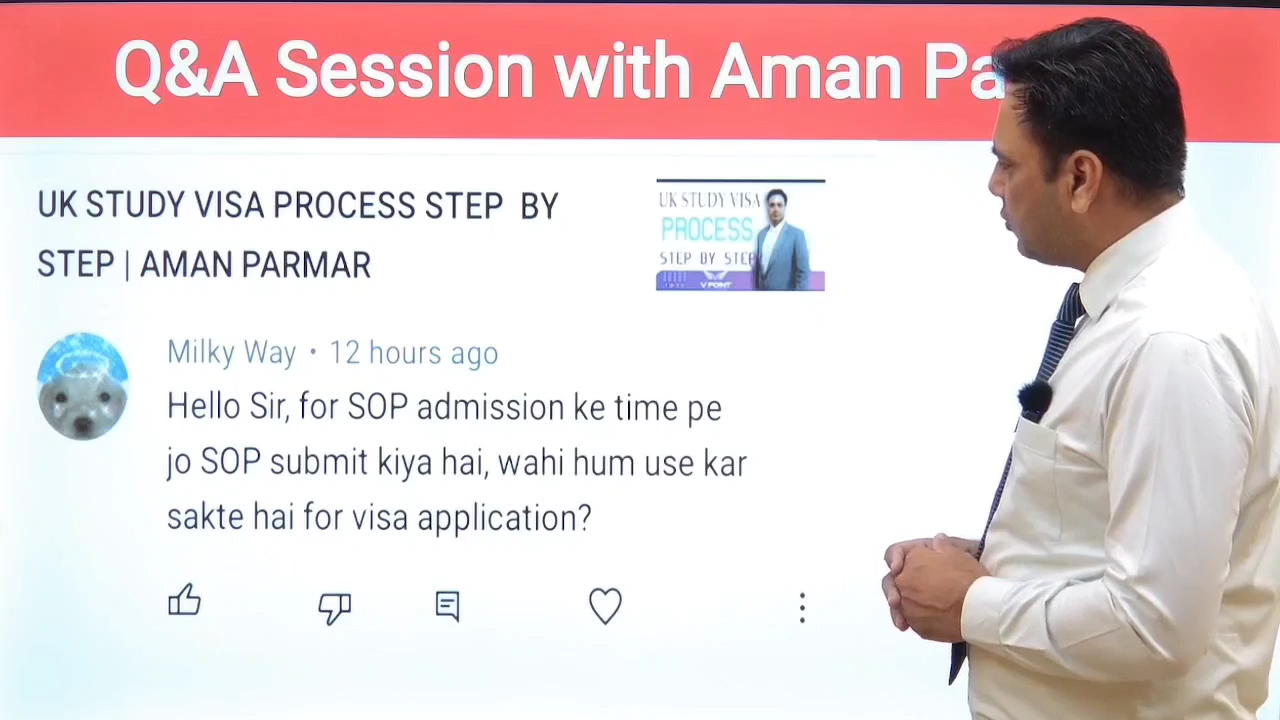 Q&A Session with Aman Pa
UK STUDY VISA PROCESS STEP BY
STEP | AMAN PARMAR
UK STUDY VISA
PROCESS
STEP BY STEP
V POINT
Milky Way • 12 hours ago
Hello Sir, for SOP admission ke time pe
jo SOP submit kiya hai, wahi hum use kar
sakte hai for visa application?